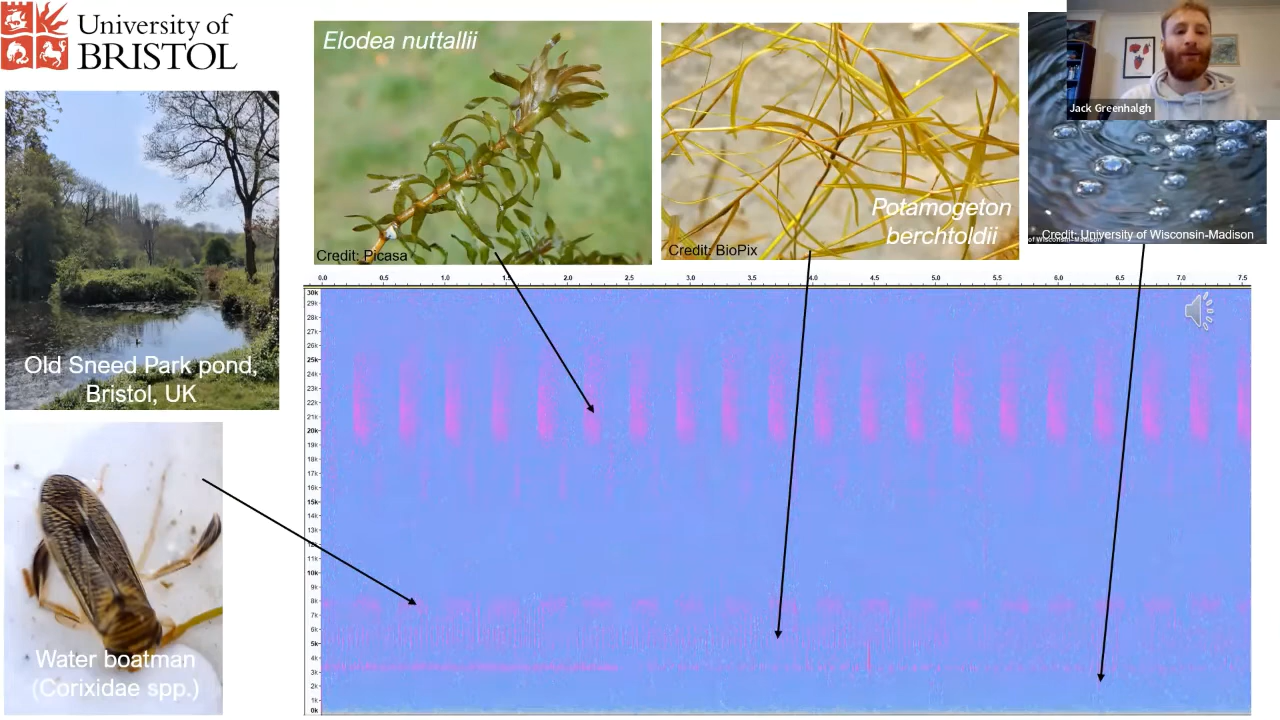 University of
BRISTOL
Elodea nuttallii
Credit: Picasa
Potamogeton
berchtoldii
Credit: BioPix
Jack Greenhalgh
Credit: University of Wisconsin-Madison
of Wisconsin-Madison
Old Sneed Park pond,
Bristol, UK
Water boatman
(Corixidae spp.)
0.0 0.5 1.0 1.5 2.0 2.5 3.0 3.5 4.0 4.5 5.0 5.5 6.0 6.5 7.0 7.5
30k
29k
28k
27k
26k
25k
24k
23k
22k
21k
20k
19k
18k
17k
16k
15k
14k
13k
12k
11k
10k
9k
8k
7k
6k
5k
4k
3k
2k
1k
0k